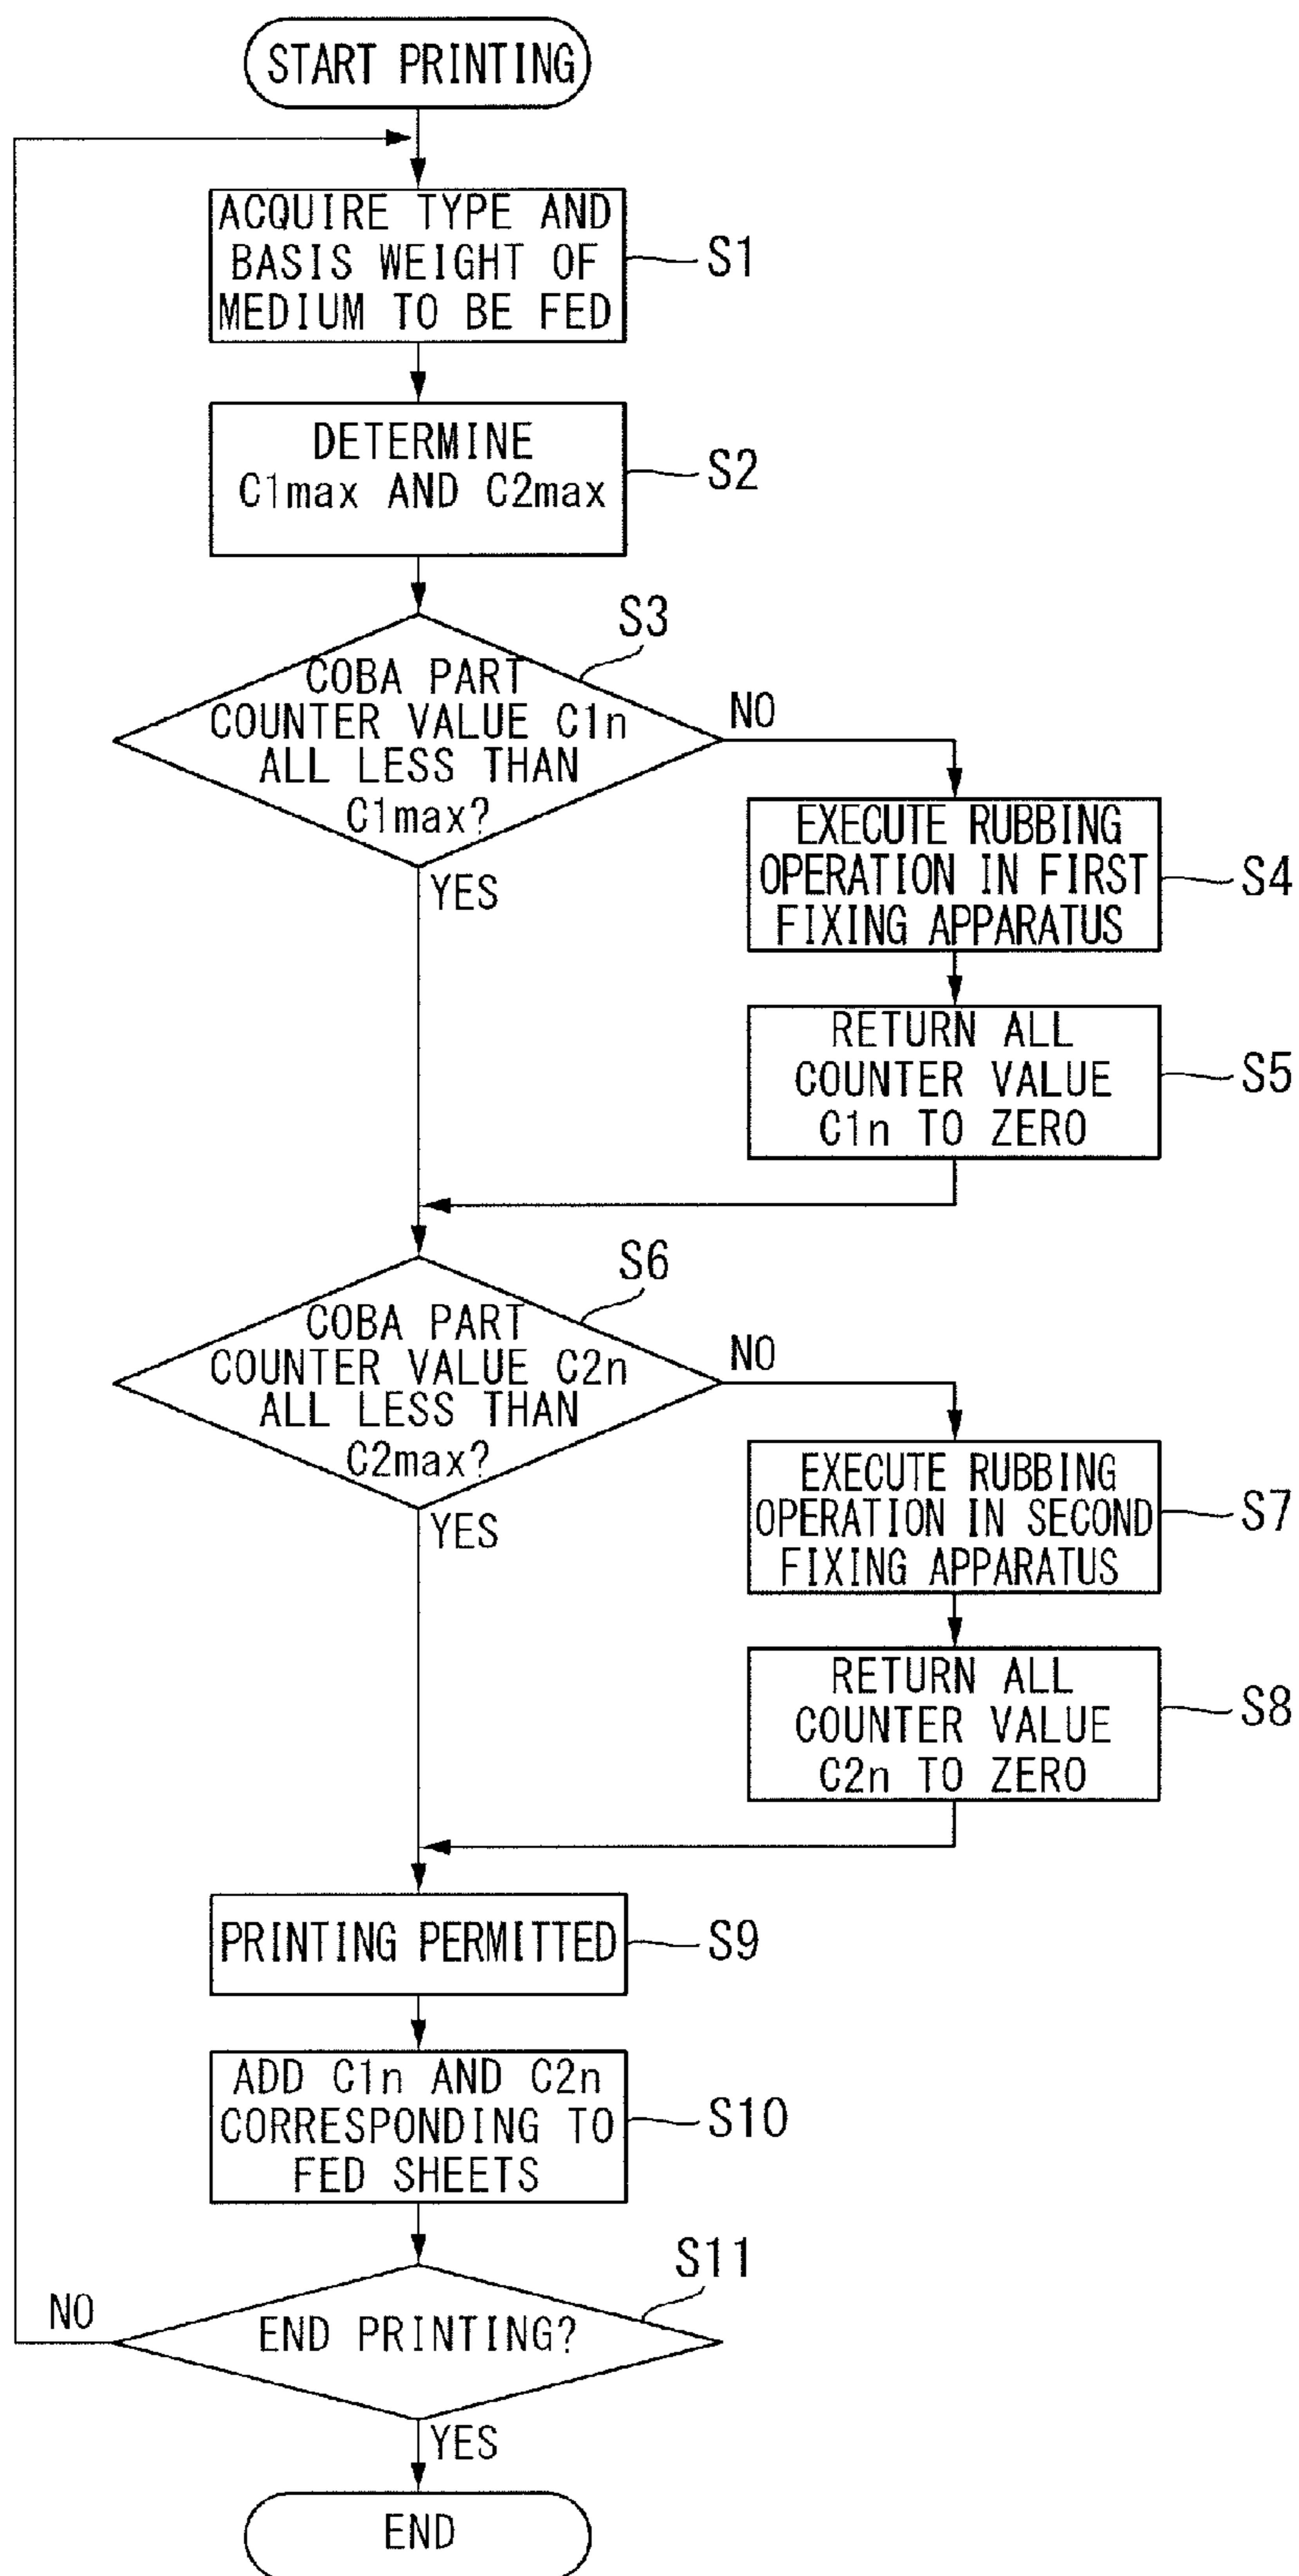 START PRINTING
ACQUIRE TYPE AND
BASIS WEIGHT OF
MEDIUM TO BE FED
S1
DETERMINE
C1max AND C2max
S2
S3
COBA PART
COUNTER VALUE C1n
ALL LESS THAN
C1max?
NO
YES
EXECUTE RUBBING
OPERATION IN FIRST
FIXING APPARATUS
S4
RETURN ALL
COUNTER VALUE
C1n TO ZERO
S5
S6
COBA PART
COUNTER VALUE C2n
ALL LESS THAN
C2max?
NO
YES
EXECUTE RUBBING
OPERATION IN SECOND
FIXING APPARATUS
S7
RETURN ALL
COUNTER VALUE
C2n TO ZERO
S8
PRINTING PERMITTED
S9
ADD C1n AND C2n
CORRESPONDING TO
FED SHEETS
S10
S11
END PRINTING?
NO
YES
END